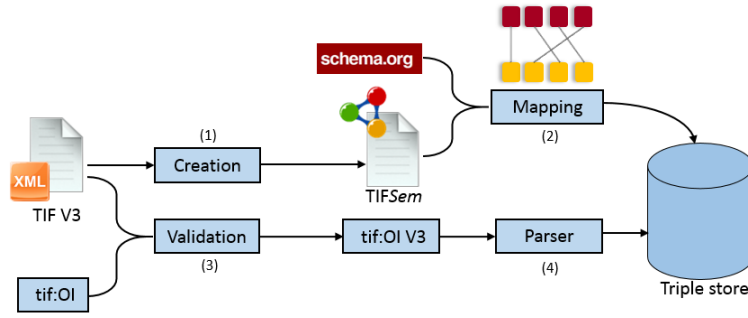 schema.org
Mapping
(2)
(1)
Creation
XML
TIF V3
TIFSem
Validation
(3)
tif:OI V3
Parser
(4)
tif:OI
Triple store